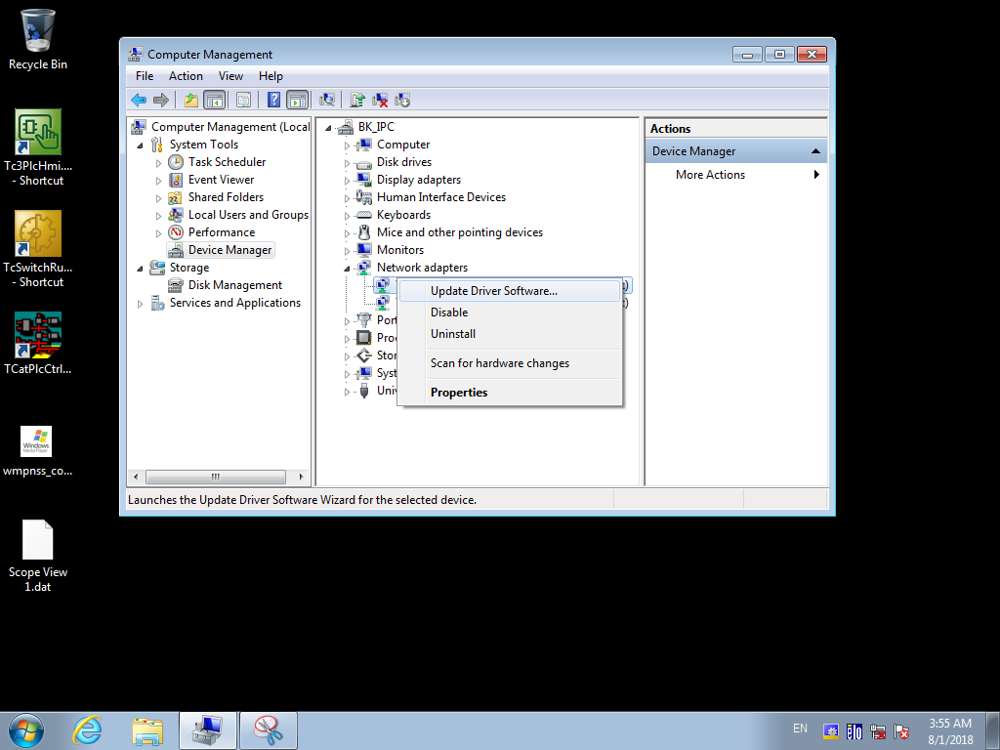 Recycle Bin
Tc3PlcHmi....
- Shortcut
TcSwitchRu...
- Shortcut
TCatPlcCtrl...
Windows
Media Player
wmpnss_co...
Scope View
1.dat
Computer Management
File Action View Help
Computer Management (Local
System Tools
Task Scheduler
Event Viewer
Shared Folders
Local Users and Groups
Performance
Device Manager
Storage
Disk Management
Services and Applications
BK_IPC
Computer
Disk drives
Display adapters
Human Interface Devices
Keyboards
Mice and other pointing devices
Monitors
Network adapters
Port
Proc
Stor
Syst
Univ
Update Driver Software...
Disable
Uninstall
Scan for hardware changes
Properties
Actions
Device Manager
More Actions
Launches the Update Driver Software Wizard for the selected device.
EN
3:55 AM
8/1/2018